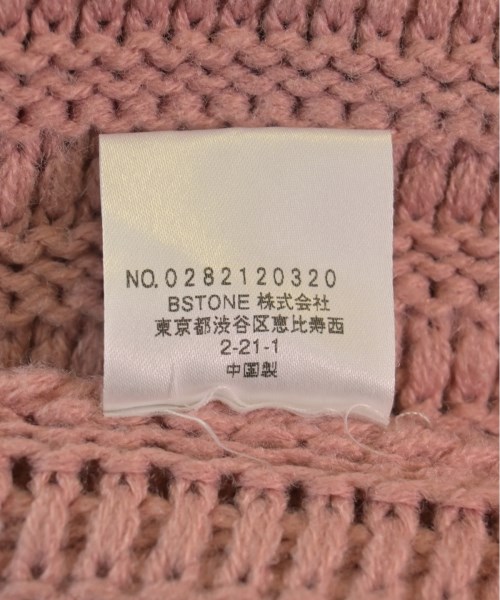 NO.0282120320
BSTONE 株式会社
東京都渋谷区恵比寿西
2-21-1
中国製